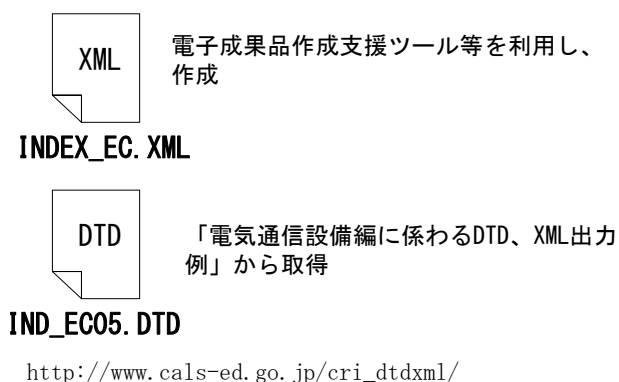 XML
電子成果品作成支援ツール等を利用し、
作成
INDEX_EC.XML
DTD
「電気通信設備編に係わるDTD、XML出力
例」から取得
IND_EC05.DTD
http://www.cals-ed.go.jp/cri_dtdxml/